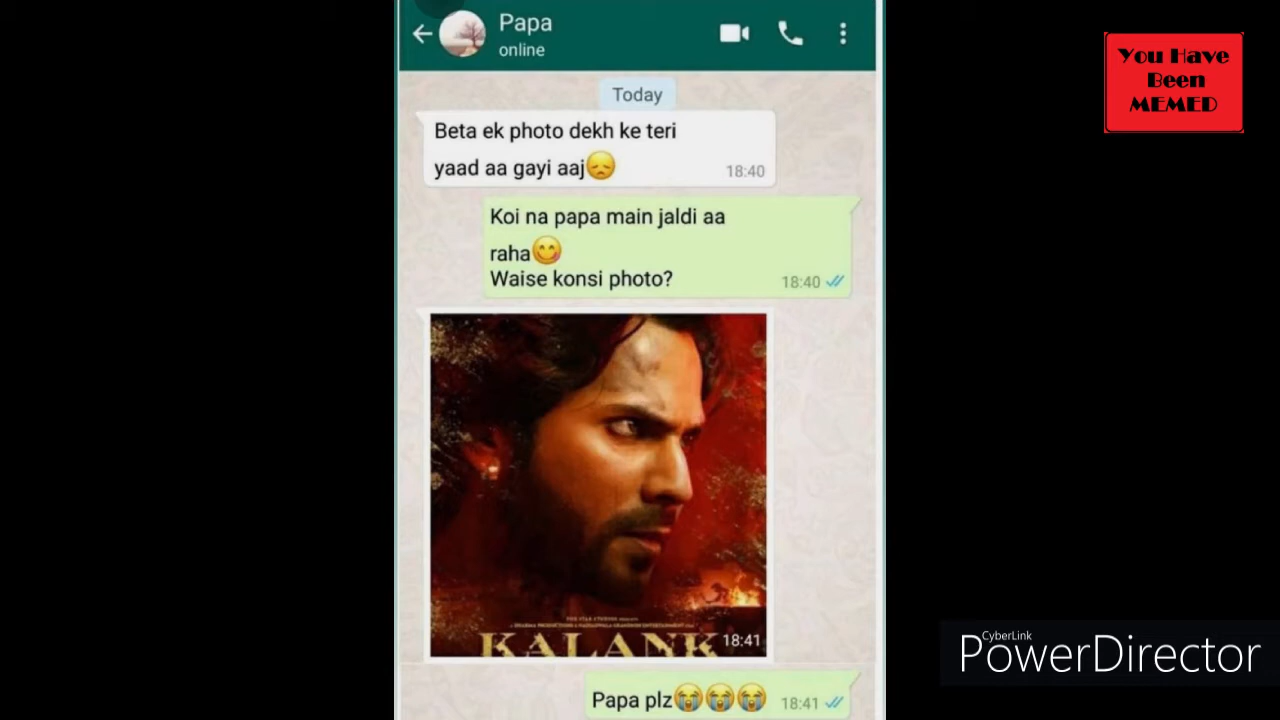 Papa
online
You Have
Been
MEMED
Today
Beta ek photo dekh ke teri
yaad aa gayi aaj😞
18:40
Koi na papa main jaldi aa
raha😋
Waise konsi photo?
18:40
KALANK
18:41
Papa plz😭😭😭
18:41
CyberLink
PowerDirector